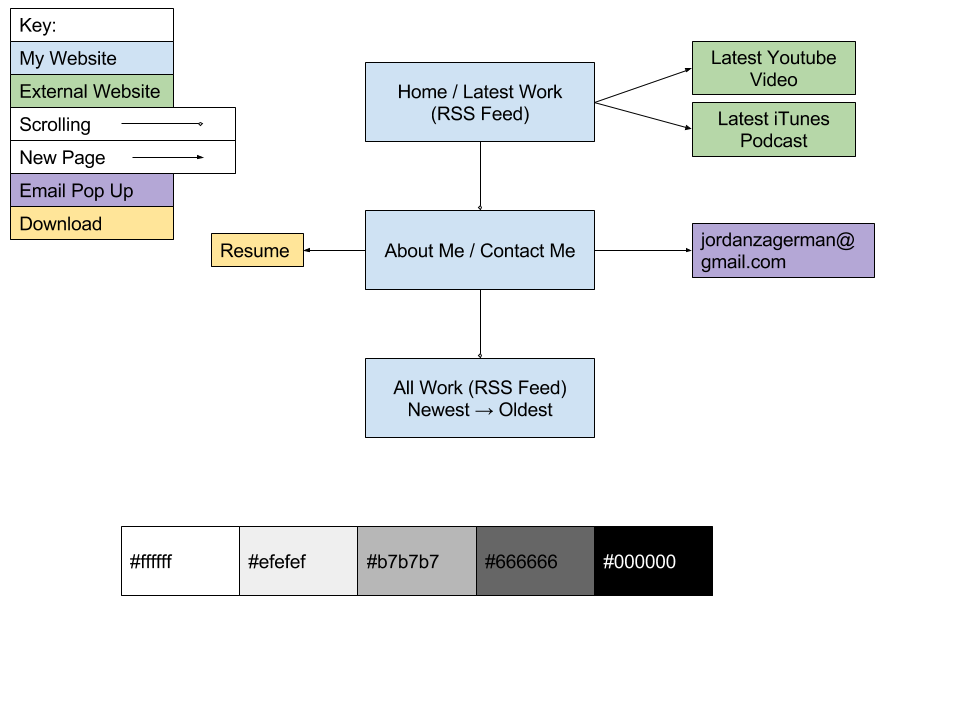 Key:
My Website
External Website
Scrolling
New Page
Email Pop Up
Download
Home / Latest Work
(RSS Feed)
Latest Youtube
Video
Latest iTunes
Podcast
Resume
About Me / Contact Me
jordanzagerman@
gmail.com
All Work (RSS Feed)
Newest → Oldest
#ffffff
#efefef
#b7b7b7
#666666
#000000